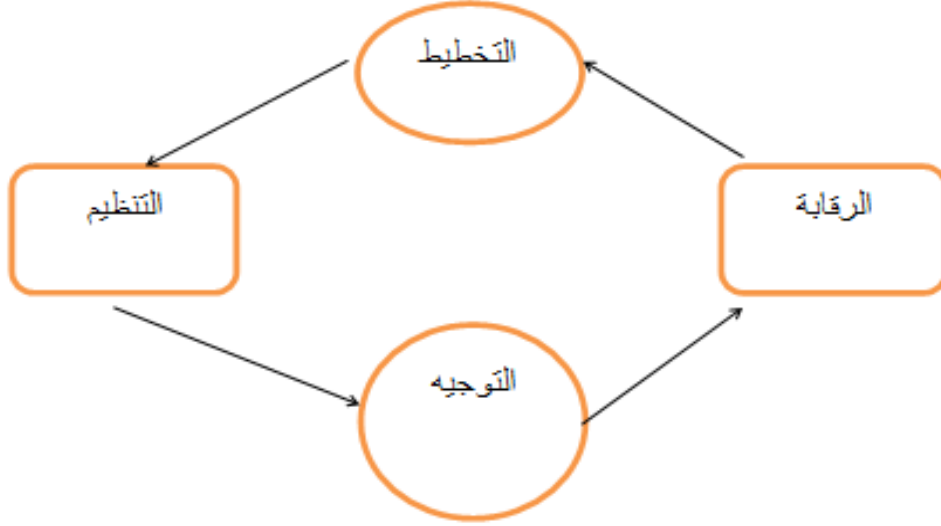 التخطيط
الرقابة
التنظيم
التوجيه